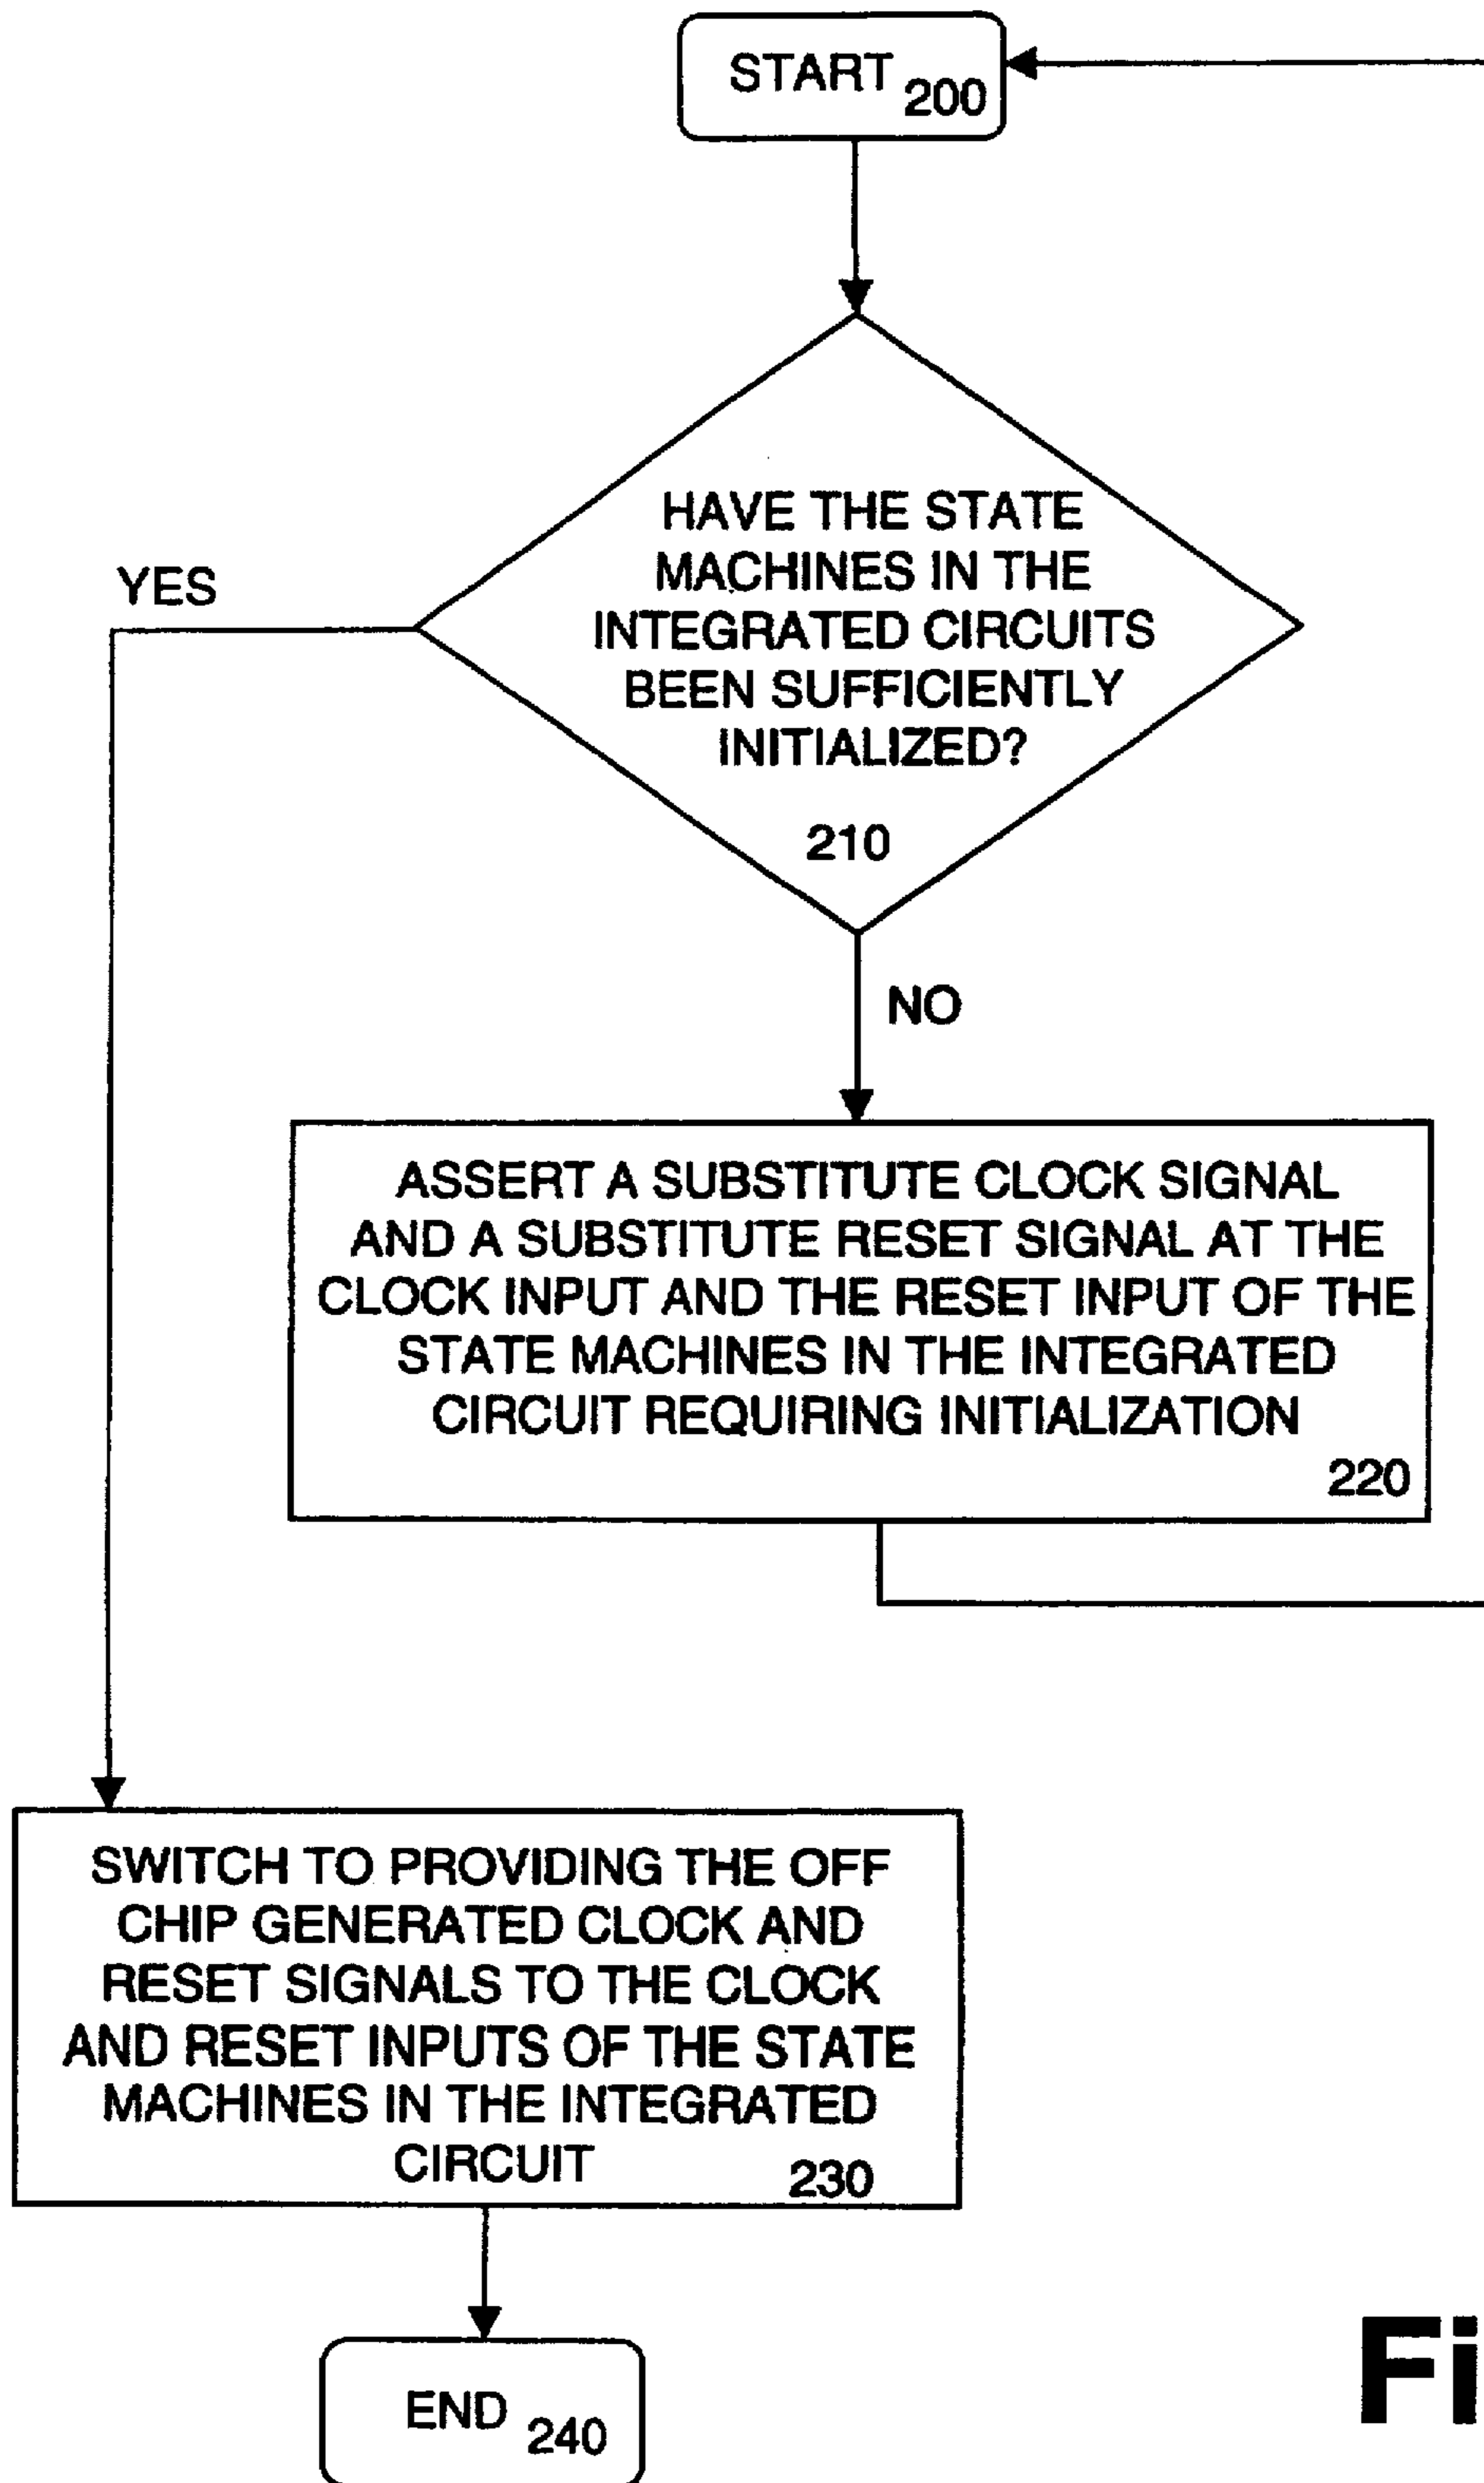 START 200
HAVE THE STATE
MACHINES IN THE
INTEGRATED CIRCUITS
BEEN SUFFICIENTLY
INITIALIZED?
210
YES
NO
ASSERT A SUBSTITUTE CLOCK SIGNAL
AND A SUBSTITUTE RESET SIGNAL AT THE
CLOCK INPUT AND THE RESET INPUT OF THE
STATE MACHINES IN THE INTEGRATED
CIRCUIT REQUIRING INITIALIZATION
220
SWITCH TO PROVIDING THE OFF
CHIP GENERATED CLOCK AND
RESET SIGNALS TO THE CLOCK
AND RESET INPUTS OF THE STATE
MACHINES IN THE INTEGRATED
CIRCUIT 230
END 240
Fi